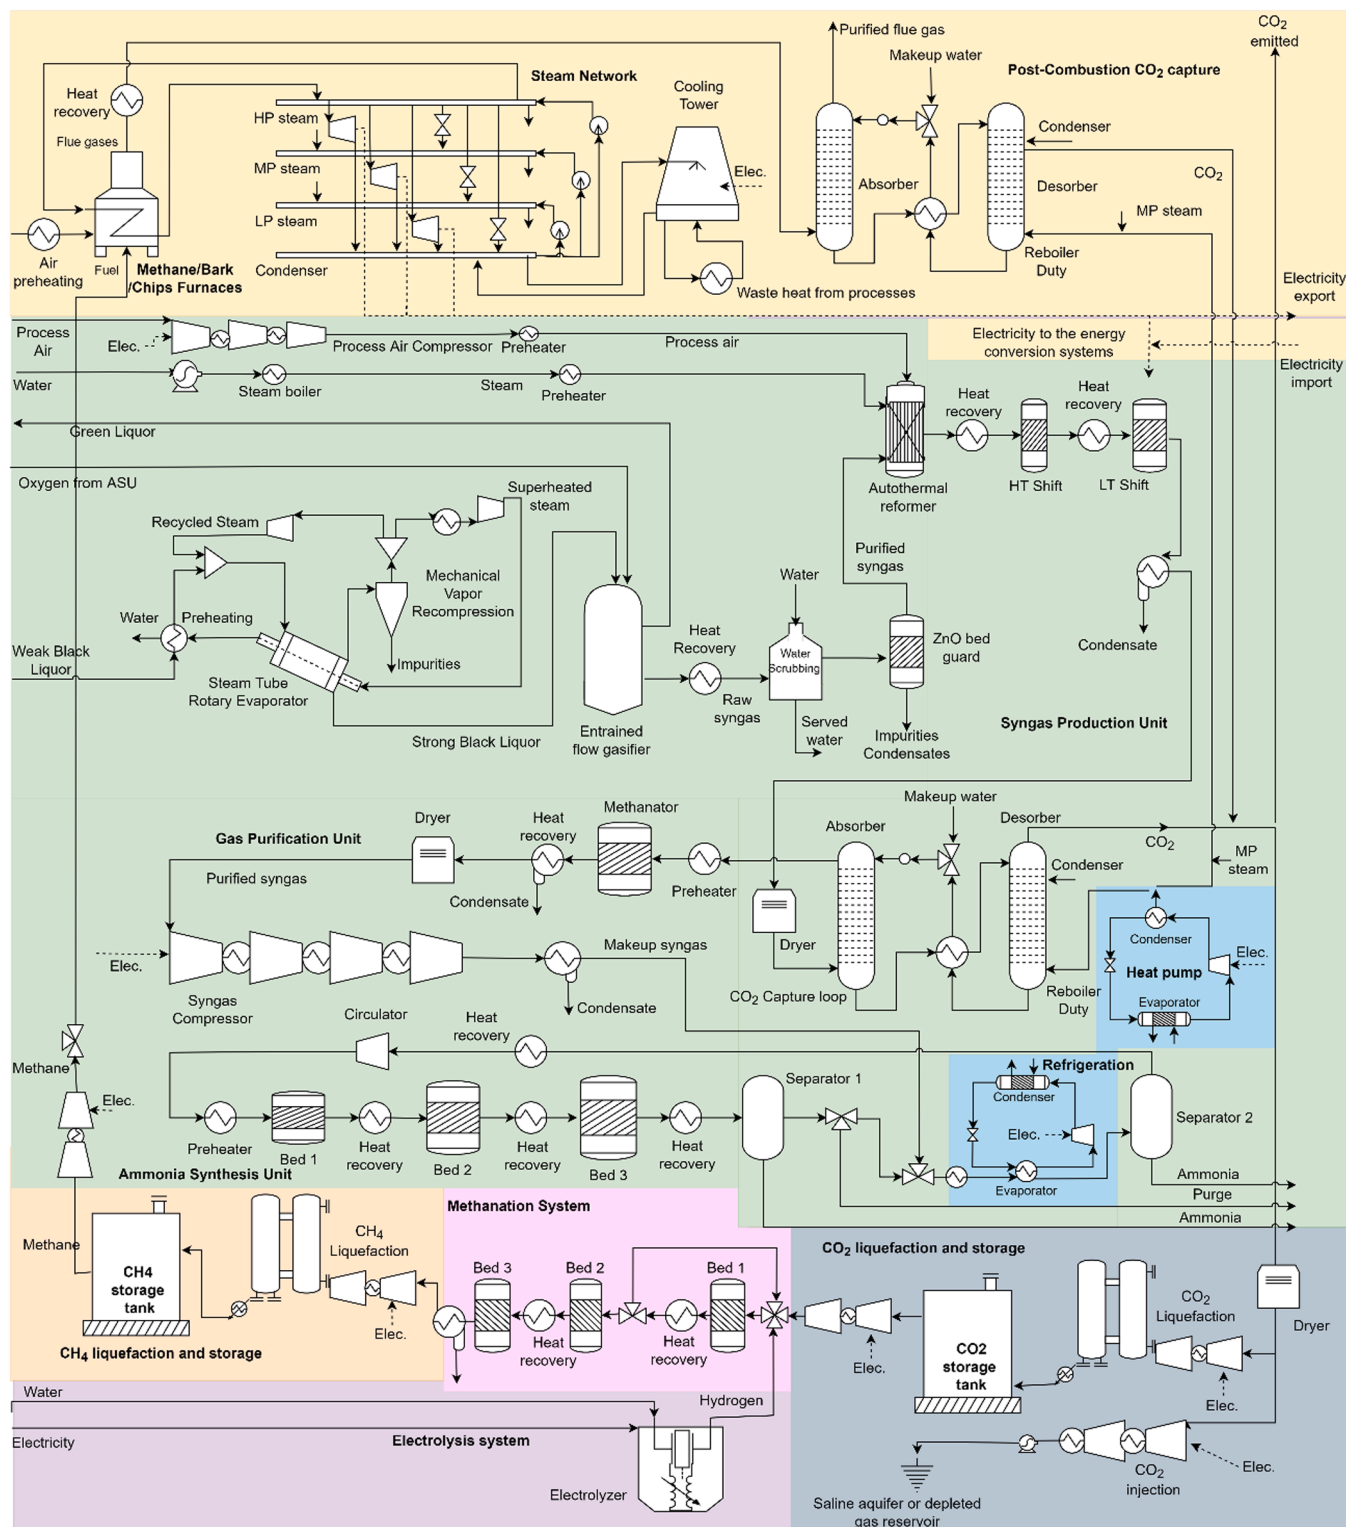 CO2
emitted
Purified flue gas
Makeup water
Post-Combustion CO2 capture
Steam Network
Cooling
Tower
Heat
recovery
HP steam
Condenser
Flue gases
MP steam
Elec.
Absorber
CO2
Desorber
LP steam
MP steam
Air
preheating
Fuel
Methane/Bark
/Chips Furnaces
Condenser
Reboiler
Duty
Waste heat from processes
Electricity
export
Process
Air
Elec.
Process Air Compressor
Preheater
Process air
Electricity to the energy
conversion systems
Electricity
import
Water
Steam boiler
Steam
Preheater
Heat
recovery
Heat
recovery
Green Liquor
Oxygen from ASU
Superheated
steam
Autothermal
reformer
HT Shift
LT Shift
Recycled Steam
Purified
syngas
Mechanical
Vapor
Recompression
Water
Water
Preheating
Heat
Recovery
Water
Scrubbing
ZnO bed
guard
Condensate
Weak Black
Liquor
Impurities
Steam Tube
Rotary Evaporator
Raw
syngas
Served
water
Syngas Production Unit
Strong Black Liquor
Entrained
flow gasifier
Impurities
Condensates
Makeup water
Methanator
Dryer
Heat
recovery
Absorber
Desorber
Gas Purification Unit
CO2
MP
steam
Purified syngas
Condensate
Preheater
Condenser
Dryer
Makeup syngas
Condenser
Elec.
Elec.
Heat pump
CO2 Capture loop
Reboiler
Duty
Evaporator
Syngas
Compressor
Condensate
Circulator
Heat
recovery
Methane
Refrigeration
Separator 1
Condenser
Elec.
Separator 2
Elec.
Preheater
Bed 1
Heat
recovery
Bed 2
Heat
recovery
Bed 3
Heat
recovery
Ammonia Synthesis Unit
Evaporator
Ammonia
Purge
Ammonia
Methanation System
Methane
CH4
Liquefaction
CO2 liquefaction and storage
CH4
storage
tank
Bed 3
Bed 2
Bed 1
CO2
Liquefaction
Elec.
Heat
recovery
Heat
recovery
Dryer
CH4 liquefaction and storage
Elec.
CO2
storage
tank
Elec.
Water
Hydrogen
Electricity
Electrolysis system
Elec.
CO2
injection
Electrolyzer
Saline aquifer or depleted
gas reservoir